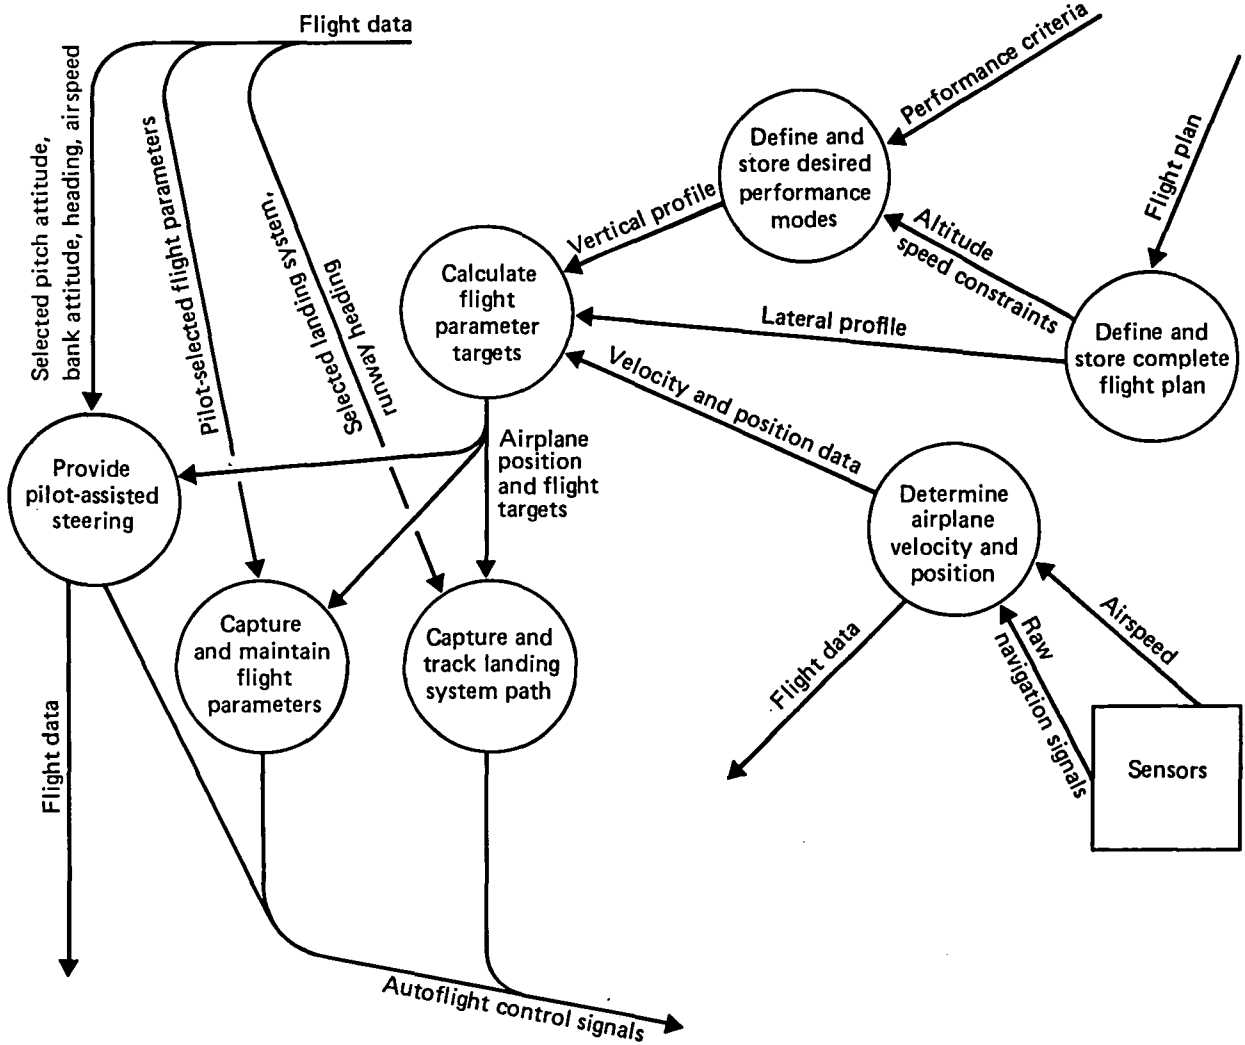 Flight data
Selected pitch attitude,
bank attitude, heading, airspeed
Pilot-selected flight parameters
Selected landing system,
runway heading
Performance criteria
Flight plan
Define and
store desired
performance
modes
Vertical profile
Altitude
speed constraints
Calculate
flight
parameter
targets
Lateral profile
Define and
store complete
flight plan
Velocity and position data
Airplane
position
and flight
targets
Provide
pilot-assisted
steering
Determine
airplane
velocity and
position
Capture
and maintain
flight
parameters
Capture and
track landing
system path
Airspeed
Raw
navigation signals
Flight data
Sensors
Flight data
Autoflight control signals